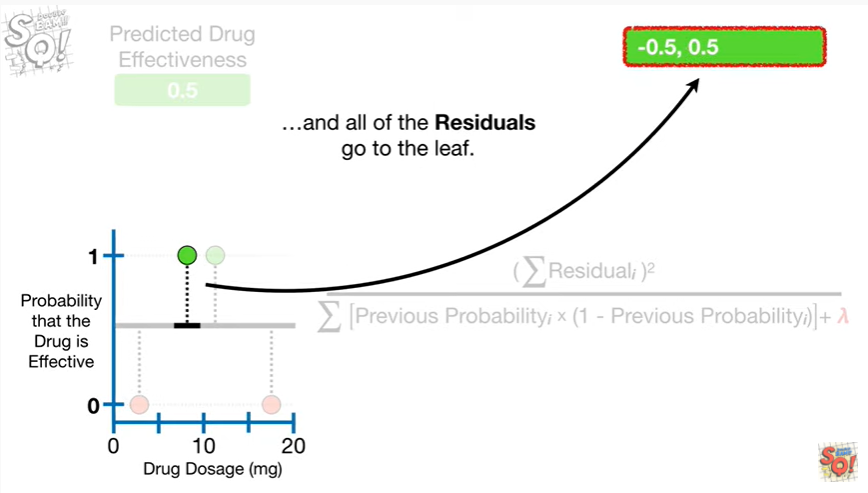 Predicted Drug
Effectiveness
0.5
-0.5, 0.5
…and all of the Residuals
go to the leaf.
(∑Residualᵢ)²
∑ [Previous Probabilityᵢ × (1 - Previous Probabilityᵢ)] + λ
1
Probability
that the
Drug is
Effective
0
0 10 20
Drug Dosage (mg)